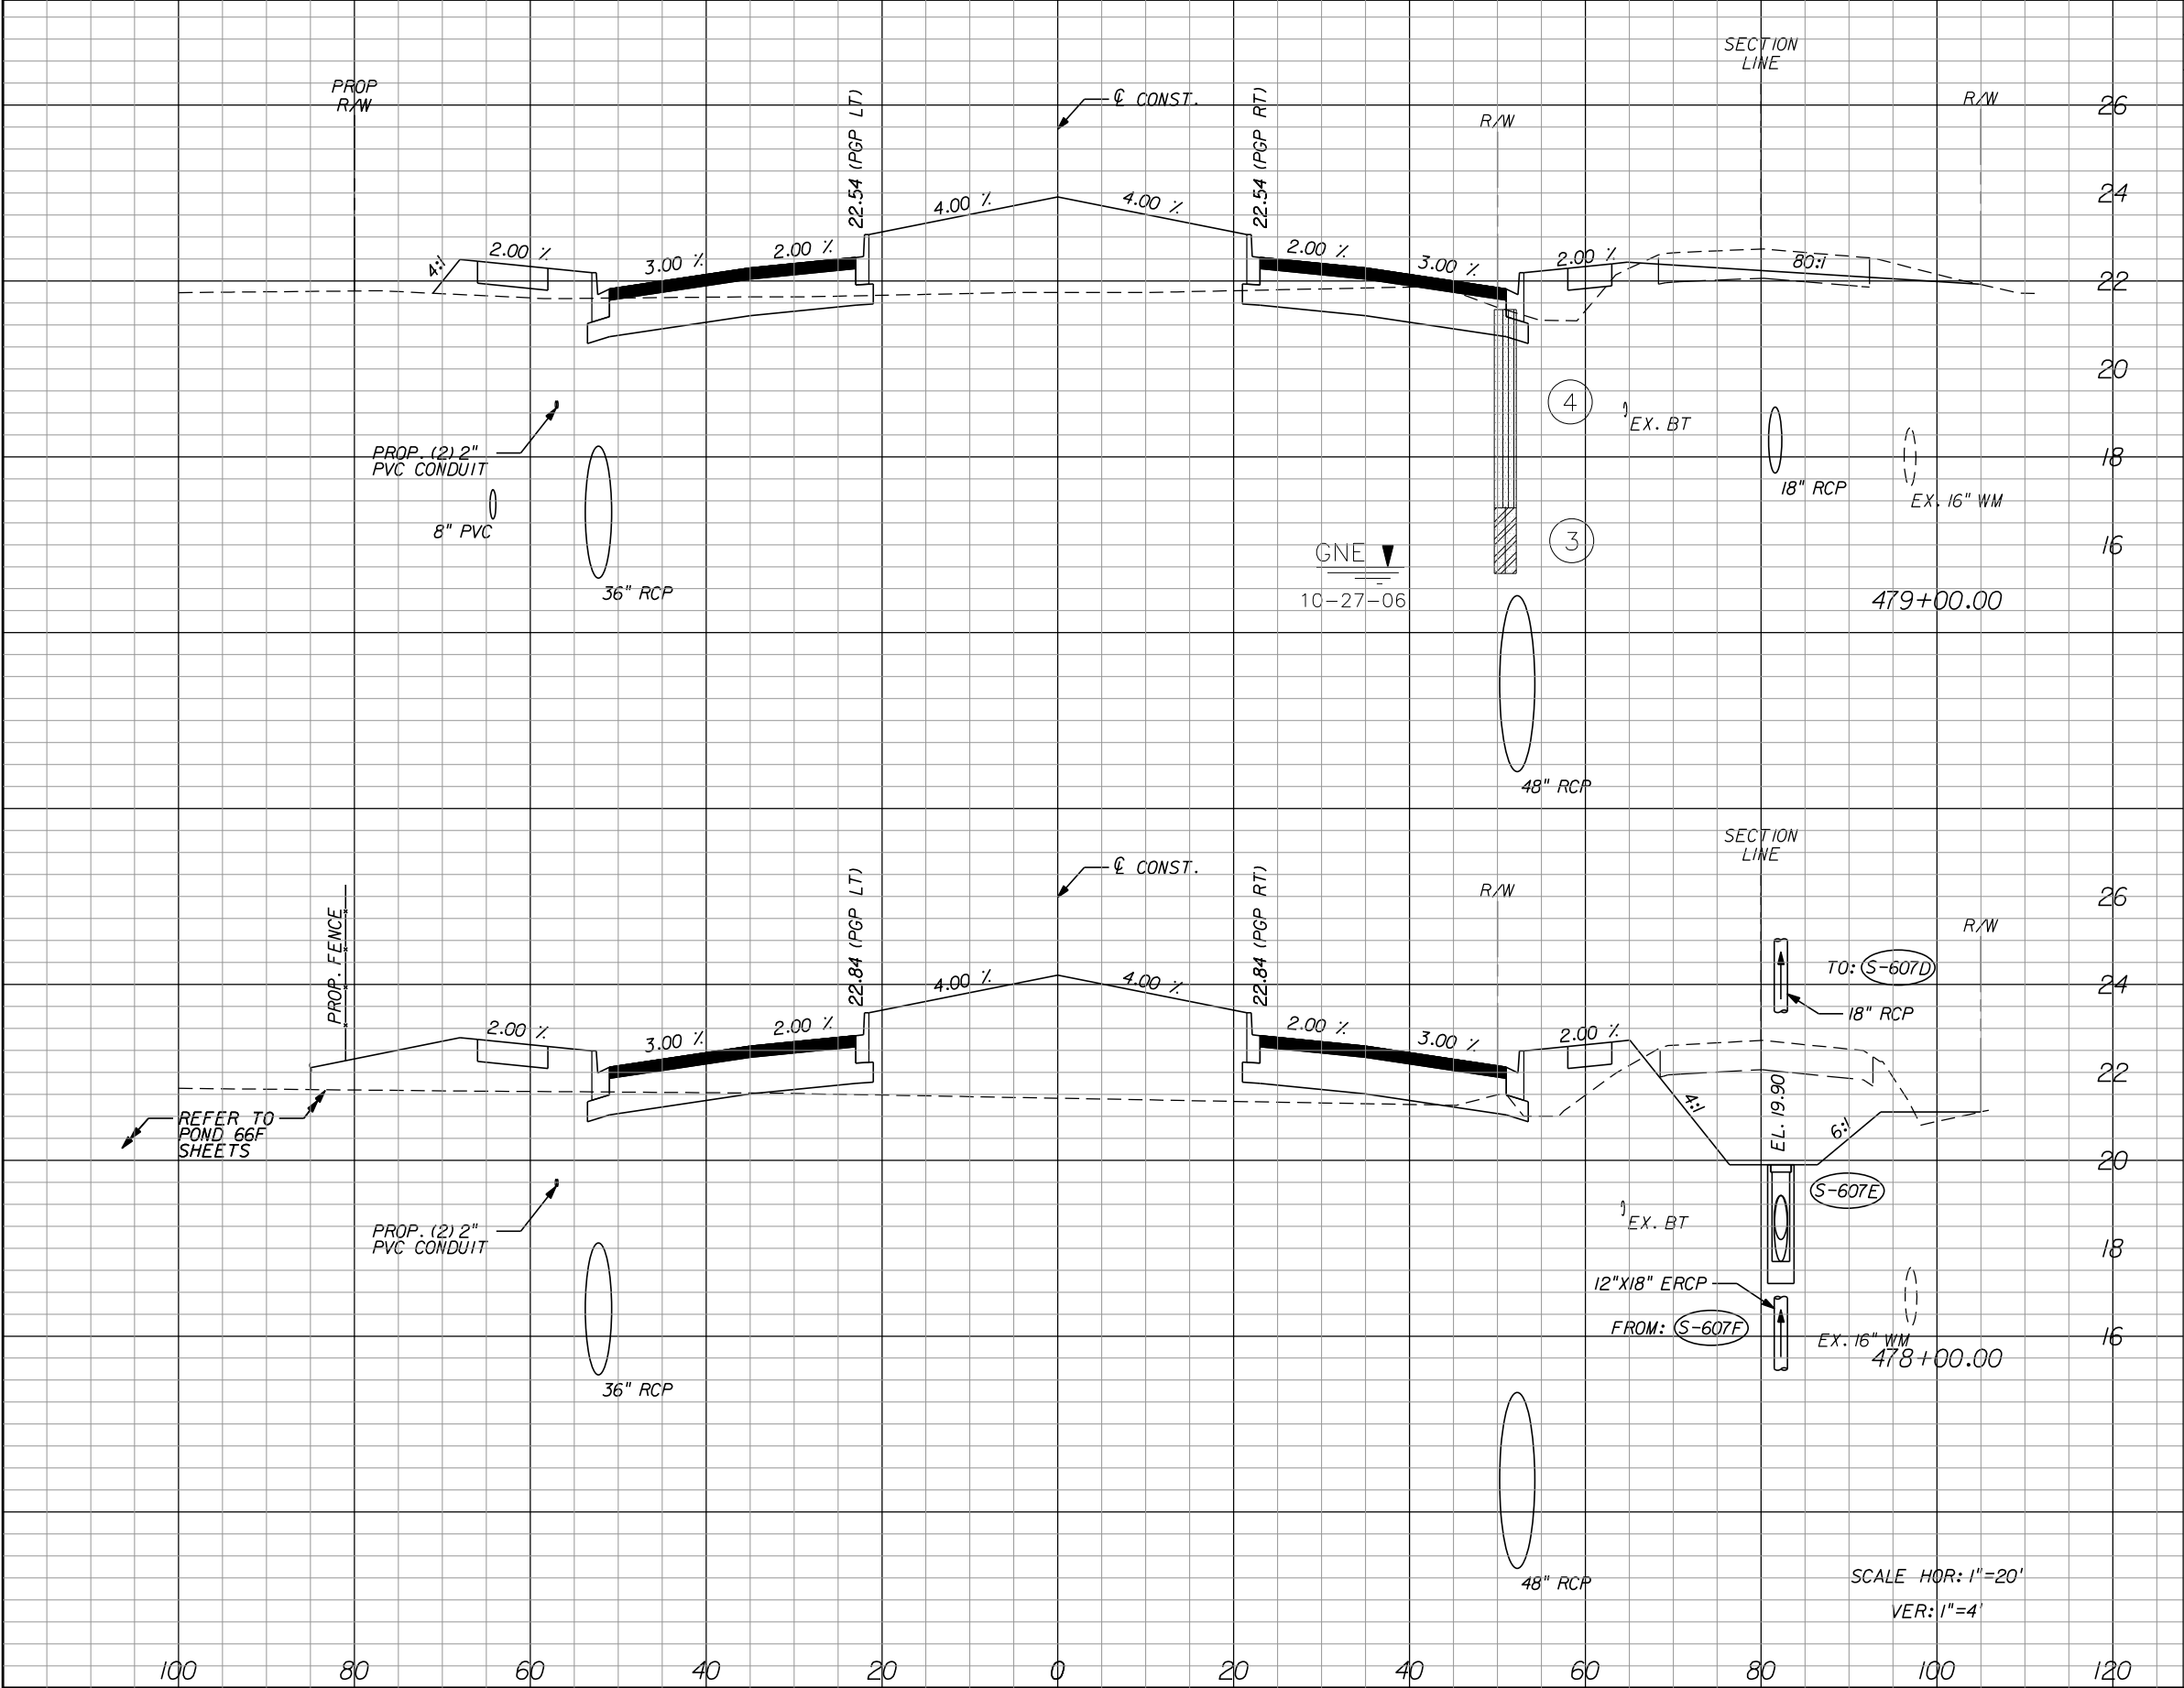 SECTION
LINE
PROP
R/W
22.54 (PGP LT)
℄ CONST.
22.54 (PGP RT)
R/W
R/W
26
24
4:1
2.00 %
3.00 %
2.00 %
4.00 %
4.00 %
2.00 %
3.00 %
2.00 %
80:1
22
20
PROP. (2) 2"
PVC CONDUIT
8" PVC
36" RCP
4
EX. BT
18" RCP
EX. 16" WM
18
GNE
10-27-06
3
16
479+00.00
48" RCP
SECTION
LINE
PROP. FENCE
22.84 (PGP LT)
℄ CONST.
22.84 (PGP RT)
R/W
R/W
26
TO: S-607D
18" RCP
24
2.00 %
3.00 %
2.00 %
4.00 %
4.00 %
2.00 %
3.00 %
2.00 %
4:1
EL. 19.90
6:1
22
REFER TO
POND 66F
SHEETS
20
PROP. (2) 2"
PVC CONDUIT
36" RCP
EX. BT
S-607E
18
12"X18" ERCP
FROM: S-607F
EX. 16" WM
16
478+00.00
48" RCP
SCALE HOR: 1"=20'
VER: 1"=4'
100 80 60 40 20 0 20 40 60 80 100 120